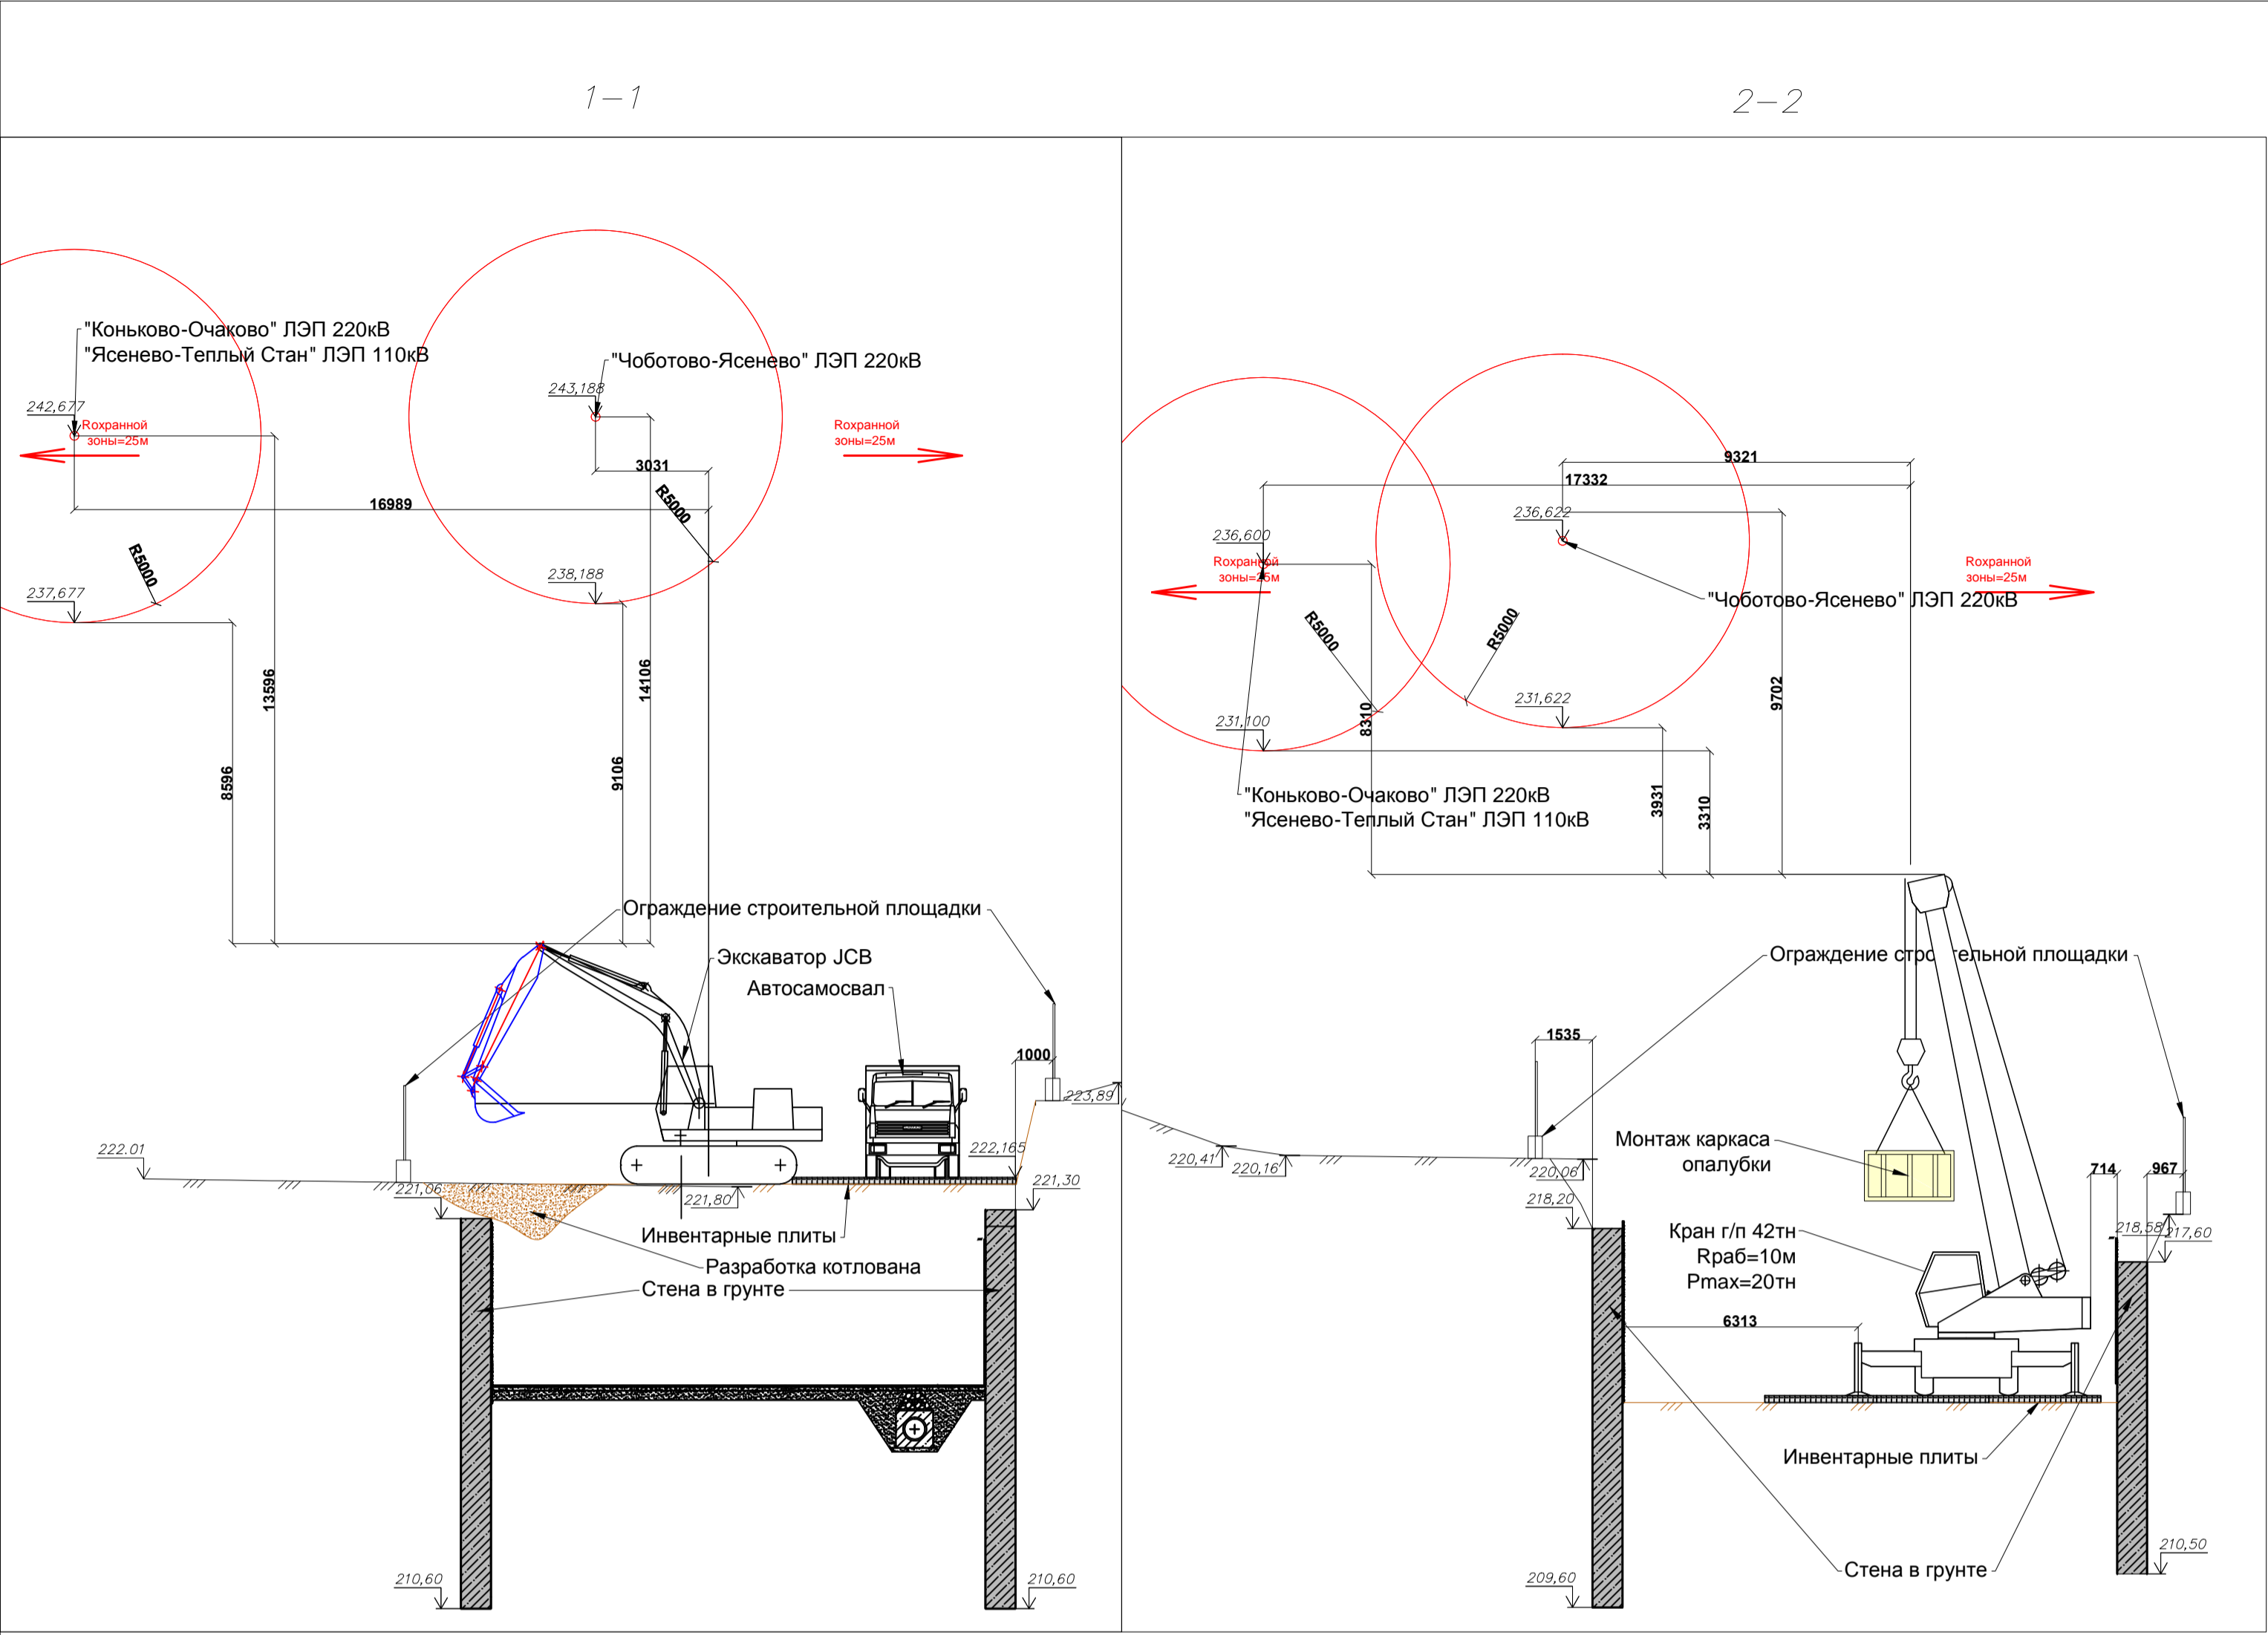 1-1
2-2
"Коньково-Очаково" ЛЭП 220кВ
"Ясенево-Теплый Стан" ЛЭП 110кВ
"Чоботово-Ясенево" ЛЭП 220кВ
243,188
242,677
Rохранной
зоны=25м
Rохранной
зоны=25м
3031
R5000
16989
R5000
238,188
237,677
13596
14106
8596
9106
Ограждение строительной площадки
Экскаватор JCB
Автосамосвал
1000
223,89
222.01
222,165
221,06
221,80
221,30
Инвентарные плиты
Разработка котлована
Стена в грунте
210,60
210,60
9321
17332
236,622
236,600
Rохранной
зоны=25м
Rохранной
зоны=25м
"Чоботово-Ясенево" ЛЭП 220кВ
R5000
R5000
231,622
231,100
8310
9702
"Коньково-Очаково" ЛЭП 220кВ
"Ясенево-Теплый Стан" ЛЭП 110кВ
3931
3310
Ограждение строительной площадки
1535
220,41
220,16
220,06
Монтаж каркаса
опалубки
714
967
218,20
218,58
217,60
Кран г/п 42тн
Rраб=10м
Pmax=20тн
6313
Инвентарные плиты
Стена в грунте
209,60
210,50